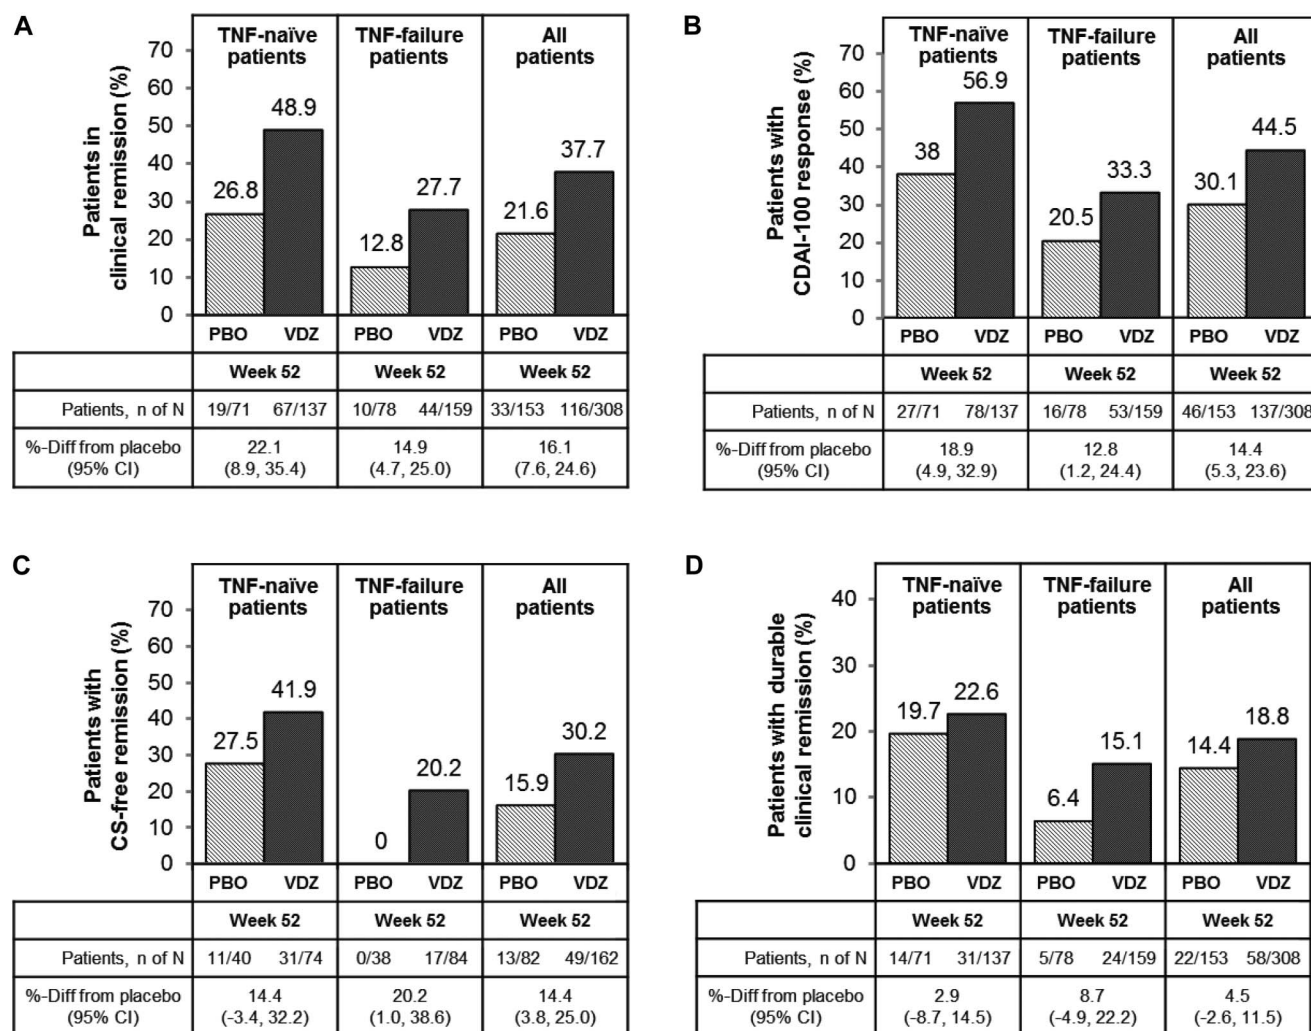 A
TNF-naïve patients
TNF-failure patients
All patients
Patients in
clinical remission (%)
70
60
50
40
30
20
10
0
26.8
48.9
12.8
27.7
21.6
37.7
PBO VDZ PBO VDZ PBO VDZ
Week 52 Week 52 Week 52
Patients, n of N 19/71 67/137 10/78 44/159 33/153 116/308
%-Diff from placebo 22.1 14.9 16.1
(95% CI) (8.9, 35.4) (4.7, 25.0) (7.6, 24.6)
B
TNF-naïve patients
TNF-failure patients
All patients
Patients with
CDAI-100 response (%)
70
60
50
40
30
20
10
0
38
56.9
20.5
33.3
30.1
44.5
PBO VDZ PBO VDZ PBO VDZ
Week 52 Week 52 Week 52
Patients, n of N 27/71 78/137 16/78 53/159 46/153 137/308
%-Diff from placebo 18.9 12.8 14.4
(95% CI) (4.9, 32.9) (1.2, 24.4) (5.3, 23.6)
C
TNF-naïve patients
TNF-failure patients
All patients
Patients with
CS-free remission (%)
70
60
50
40
30
20
10
0
27.5
41.9
0
20.2
15.9
30.2
PBO VDZ PBO VDZ PBO VDZ
Week 52 Week 52 Week 52
Patients, n of N 11/40 31/74 0/38 17/84 13/82 49/162
%-Diff from placebo 14.4 20.2 14.4
(95% CI) (−3.4, 32.2) (1.0, 38.6) (3.8, 25.0)
D
TNF-naïve patients
TNF-failure patients
All patients
Patients with durable
clinical remission (%)
40
30
20
10
0
19.7
22.6
6.4
15.1
14.4
18.8
PBO VDZ PBO VDZ PBO VDZ
Week 52 Week 52 Week 52
Patients, n of N 14/71 31/137 5/78 24/159 22/153 58/308
%-Diff from placebo 2.9 8.7 4.5
(95% CI) (−8.7, 14.5) (−4.9, 22.2) (−2.6, 11.5)